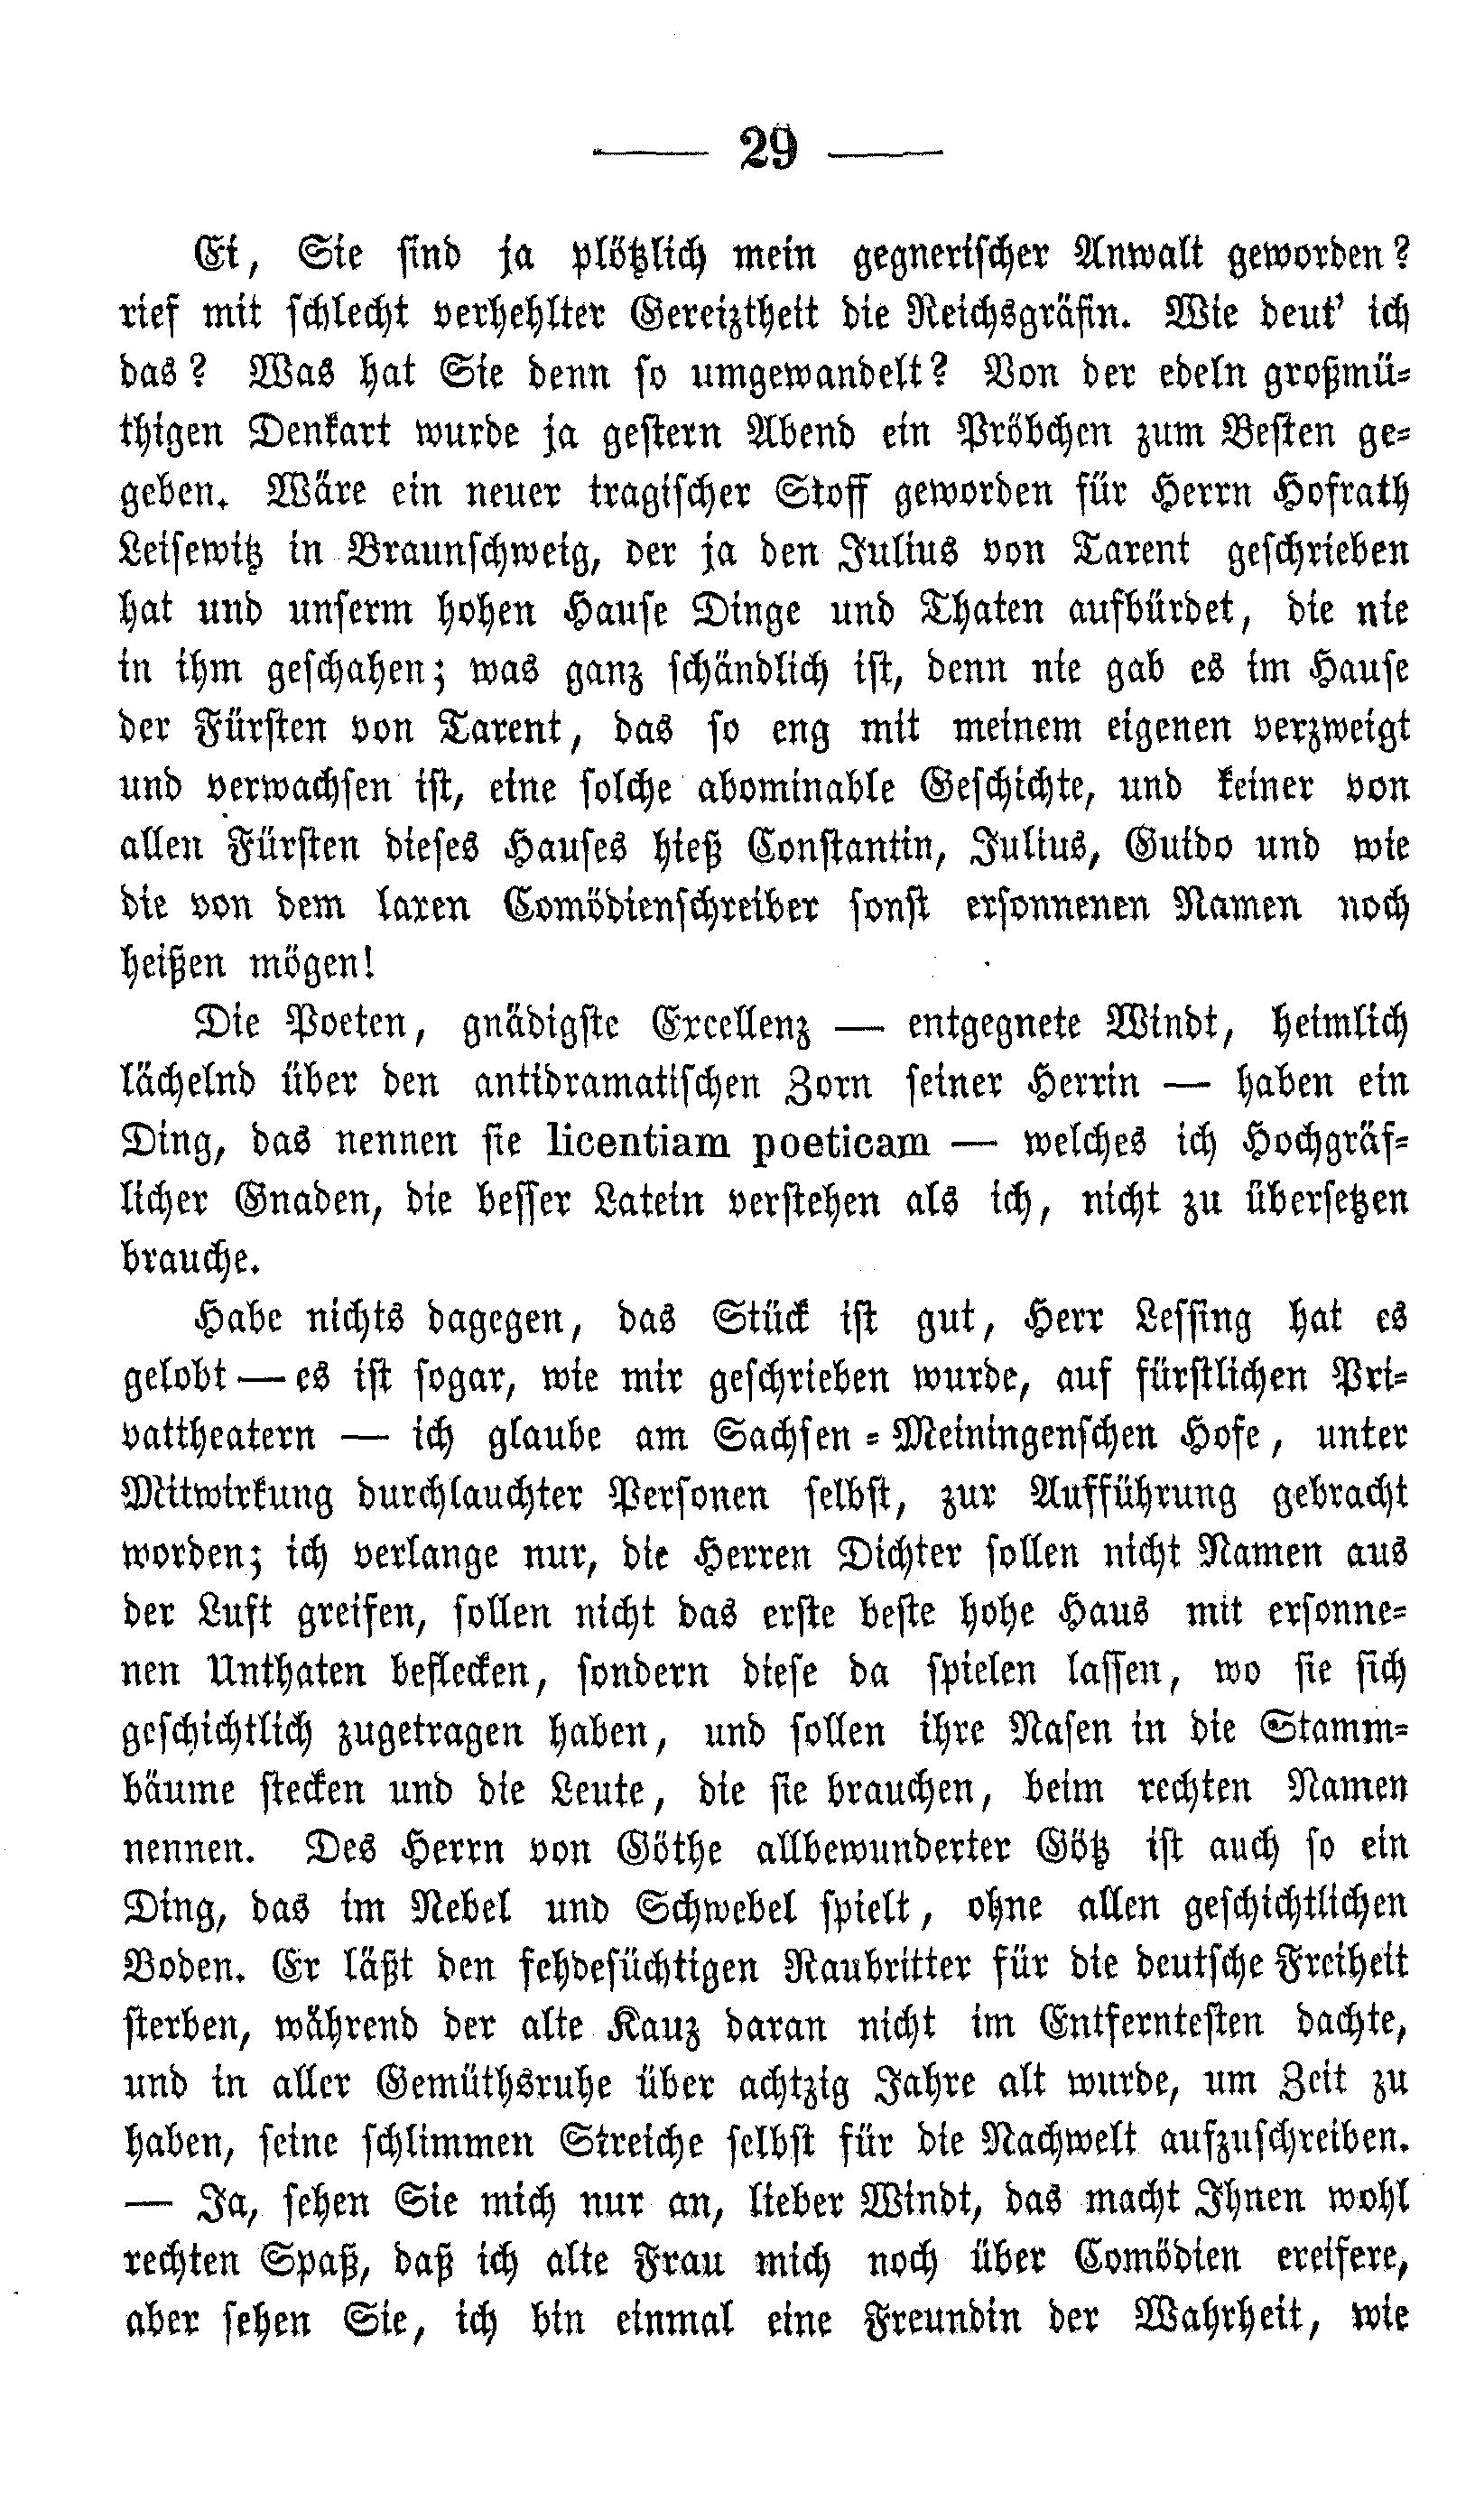 — 29 —
Ei, Sie sind ja plötzlich mein gegnerischer Anwalt geworden?
rief mit schlecht verhehlter Gereiztheit die Reichsgräfin. Wie deut' ich
das? Was hat Sie denn so umgewandelt? Von der edeln großmü-
thigen Denkart wurde ja gestern Abend ein Pröbchen zum Besten ge-
geben. Wäre ein neuer tragischer Stoff geworden für Herrn Hofrath
Leisewitz in Braunschweig, der ja den Julius von Tarent geschrieben
hat und unserm hohen Hause Dinge und Thaten aufbürdet, die nie
in ihm geschahen; was ganz schändlich ist, denn nie gab es im Hause
der Fürsten von Tarent, das so eng mit meinem eigenen verzweigt
und verwachsen ist, eine solche abominable Geschichte, und keiner von
allen Fürsten dieses Hauses hieß Constantin, Julius, Guido und wie
die von dem laxen Comödienschreiber sonst ersonnenen Namen noch
heißen mögen!
Die Poeten, gnädigste Excellenz — entgegnete Windt, heimlich
lächelnd über den antidramatischen Zorn seiner Herrin — haben ein
Ding, das nennen sie licentiam poeticam — welches ich Hochgräf-
licher Gnaden, die besser Latein verstehen als ich, nicht zu übersetzen
brauche.
Habe nichts dagegen, das Stück ist gut, Herr Lessing hat es
gelobt — es ist sogar, wie mir geschrieben wurde, auf fürstlichen Pri-
vattheatern — ich glaube am Sachsen-Meiningenschen Hofe, unter
Mitwirkung durchlauchter Personen selbst, zur Aufführung gebracht
worden; ich verlange nur, die Herren Dichter sollen nicht Namen aus
der Luft greifen, sollen nicht das erste beste hohe Haus mit ersonne-
nen Unthaten beflecken, sondern diese da spielen lassen, wo sie sich
geschichtlich zugetragen haben, und sollen ihre Nasen in die Stamm-
bäume stecken und die Leute, die sie brauchen, beim rechten Namen
nennen. Des Herrn von Göthe allbewunderter Götz ist auch so ein
Ding, das im Nebel und Schwebel spielt, ohne allen geschichtlichen
Boden. Er läßt den fehdesüchtigen Raubritter für die deutsche Freiheit
sterben, während der alte Kauz daran nicht im Entferntesten dachte,
und in aller Gemüthsruhe über achtzig Jahre alt wurde, um Zeit zu
haben, seine schlimmen Streiche selbst für die Nachwelt aufzuschreiben.
— Ja, sehen Sie mich nur an, lieber Windt, das macht Ihnen wohl
rechten Spaß, daß ich alte Frau mich noch über Comödien ereifere,
aber sehen Sie, ich bin einmal eine Freundin der Wahrheit, wie